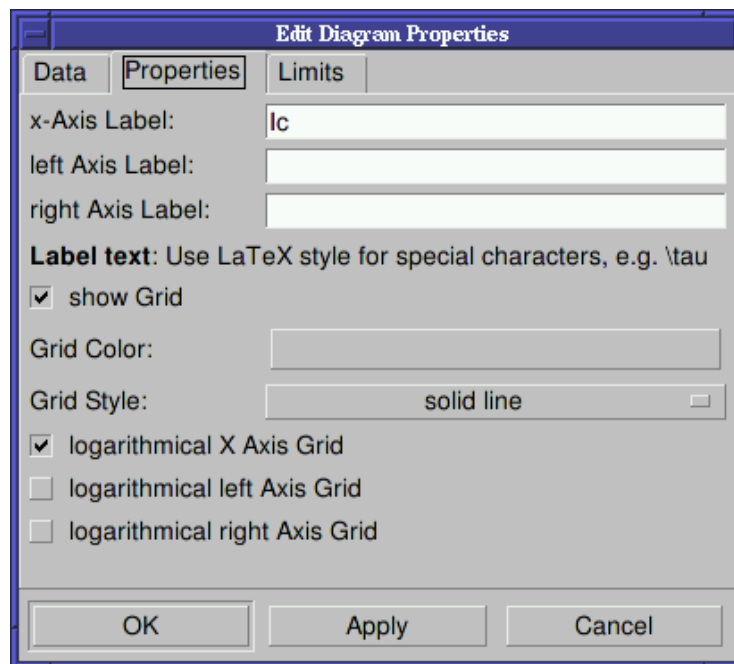 Edit Diagram Properties
Data Properties Limits
x-Axis Label: Ic
left Axis Label:
right Axis Label:
Label text: Use LaTeX style for special characters, e.g. \tau
show Grid
Grid Color:
Grid Style: solid line
logarithmical X Axis Grid
logarithmical left Axis Grid
logarithmical right Axis Grid
OK Apply Cancel